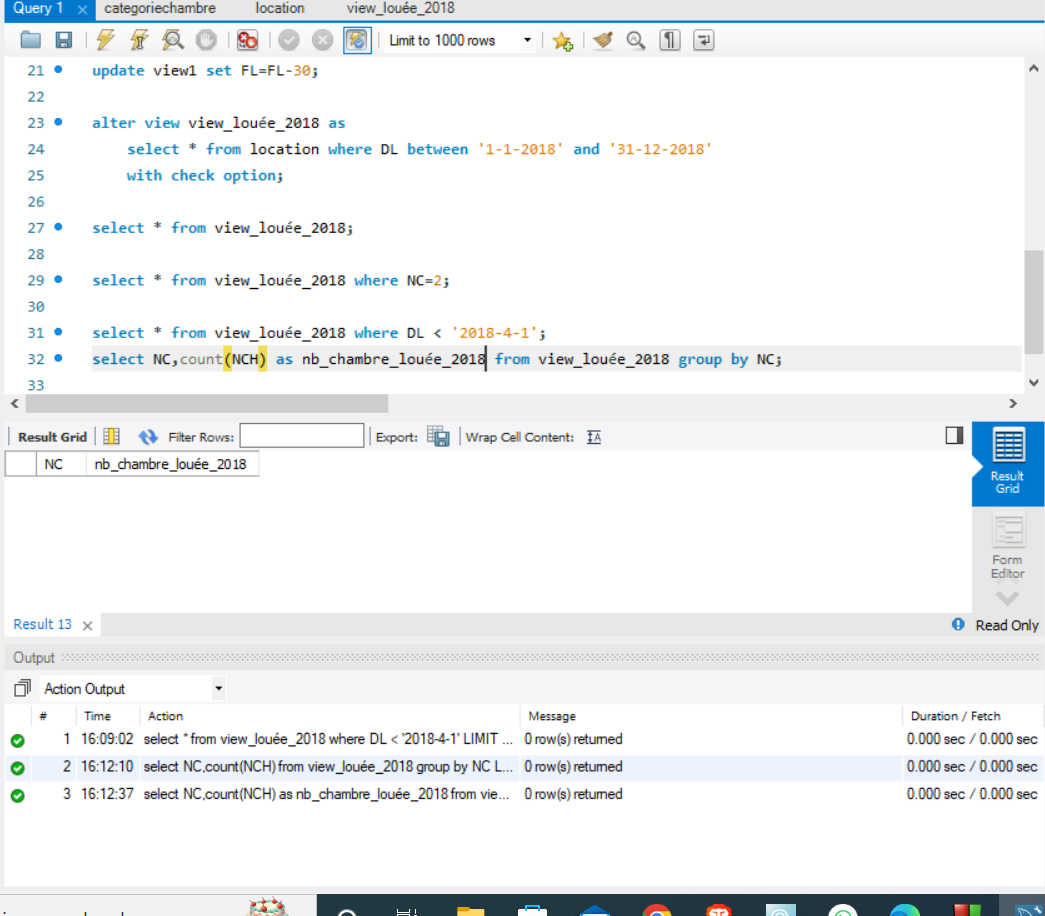 Query 1 × categoriechambre location view_louée_2018
Limit to 1000 rows
21 update view1 set FL=FL-30;
22
23 alter view view_louée_2018 as
24 select * from location where DL between '1-1-2018' and '31-12-2018'
25 with check option;
26
27 select * from view_louée_2018;
28
29 select * from view_louée_2018 where NC=2;
30
31 select * from view_louée_2018 where DL < '2018-4-1';
32 select NC,count(NCH) as nb_chambre_louée_2018 from view_louée_2018 group by NC;
33
Result Grid Filter Rows: Export: Wrap Cell Content: IA
NC nb_chambre_louée_2018
Result
Grid
Form
Editor
Result 13 × Read Only
Output
Action Output
# Time Action Message Duration / Fetch
1 16:09:02 select * from view_louée_2018 where DL < '2018-4-1' LIMIT ... 0 row(s) returned 0.000 sec / 0.000 sec
2 16:12:10 select NC,count(NCH) from view_louée_2018 group by NC L... 0 row(s) returned 0.000 sec / 0.000 sec
3 16:12:37 select NC,count(NCH) as nb_chambre_louée_2018 from vie... 0 row(s) returned 0.000 sec / 0.000 sec